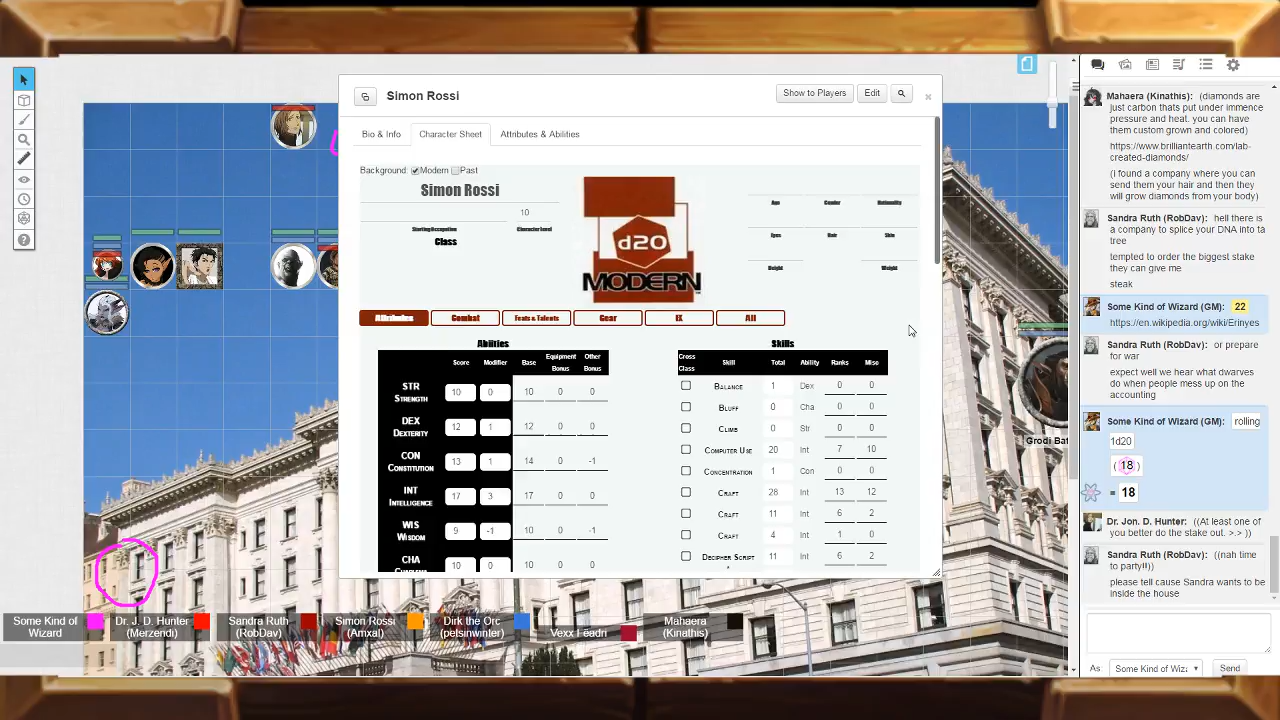 Simon Rossi
Show to Players
Edit
Bio & Info
Character Sheet
Attributes & Abilities
Background:
Modern
Past
Simon Rossi
10
Starting Occupation
Character Level
Class
d20
MODERN
Age
Gender
Nationality
Eyes
Hair
Skin
Height
Weight
Attributes
Combat
Feats & Talents
Gear
FX
All
Abilities
Score Modifier Base Equipment Bonus Other Bonus
STR
STRENGTH
10 0 10 0 0
DEX
DEXTERITY
12 1 12 0 0
CON
CONSTITUTION
13 1 14 0 -1
INT
INTELLIGENCE
17 3 17 0 0
WIS
WISDOM
9 -1 10 0 -1
CHA
10 0 10 0 0
Skills
Cross Class Skill Total Ability Ranks Misc
BALANCE 1 Dex 0 0
BLUFF 0 Cha 0 0
CLIMB 0 Str 0 0
COMPUTER USE 20 Int 7 10
CONCENTRATION 1 Con 0 0
CRAFT 28 Int 13 12
CRAFT 11 Int 6 2
CRAFT 4 Int 1 0
DECIPHER SCRIPT 11 Int 6 2
Grodi Bat
Some Kind of
Wizard
Dr. J. D. Hunter
(Merzendi)
Sandra Ruth
(RobDav)
Simon Rossi
(Amxal)
Dirk the Orc
(petsinwinter)
Vexx Feadri
Mahaera
(Kinathis)
Mahaera (Kinathis): (diamonds are
just carbon thats put under immence
pressure and heat. you can have
them custom grown and colored)
https://www.brilliantearth.com/lab-
created-diamonds/
(I found a company where you can
send them your hair and then they
will grow diamonds from your body)
Sandra Ruth (RobDav): hell there is
a company to splice your DnA into to
tree
tempted to order the biggest stake
they can give me
steak
Some Kind of Wizard (GM): 22
https://en.wikipedia.org/wiki/Erinyes
Sandra Ruth (RobDav): or prepare
for war
expect well we hear what dwarves
do when people mess up on the
accounting
Some Kind of Wizard (GM): rolling
1d20
(18)
= 18
Dr. Jon. D. Hunter: ((At least one of
you better do the stake out. >.> ))
Sandra Ruth (RobDav): ((nah time
to party!!))
please tell cause Sandra wants to be
inside the house
As
Some Kind of Wiza
Send